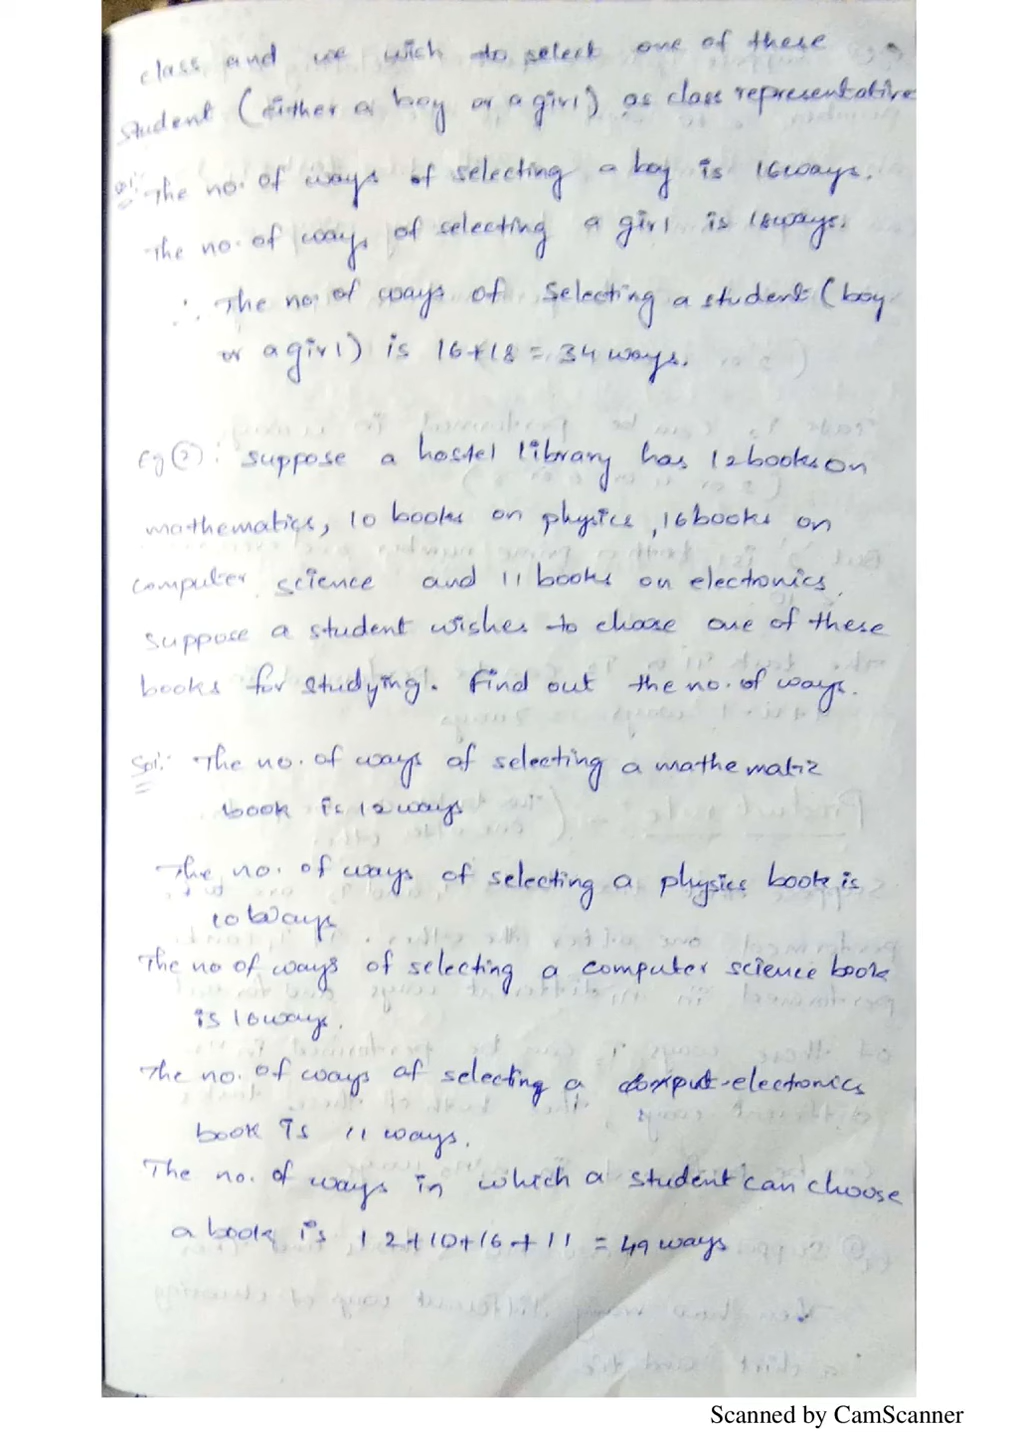 class and we wish to select one of these
student (either a boy or a girl) as class representative
Sol:- The no. of ways of selecting a boy is 16 ways.
The no. of ways of selecting a girl is 18 ways.
∴ The no. of ways of selecting a student (boy
or a girl) is 16+18 = 34 ways.
Eg ②: suppose a hostel library has 12 books on
mathematics, 10 books on physics, 16 books on
computer science and 11 books on electronics.
suppose a student wishes to choose one of these
books for studying. Find out the no. of ways.
Sol:- The no. of ways of selecting a mathematiz
book is 12 ways
The no. of ways of selecting a physics book is
10 ways
The no of ways of selecting a computer science book
is 16 ways.
The no. of ways of selecting a electronics
book is 11 ways.
The no. of ways in which a student can choose
a book is 12+10+16+11 = 49 ways
Scanned by CamScanner